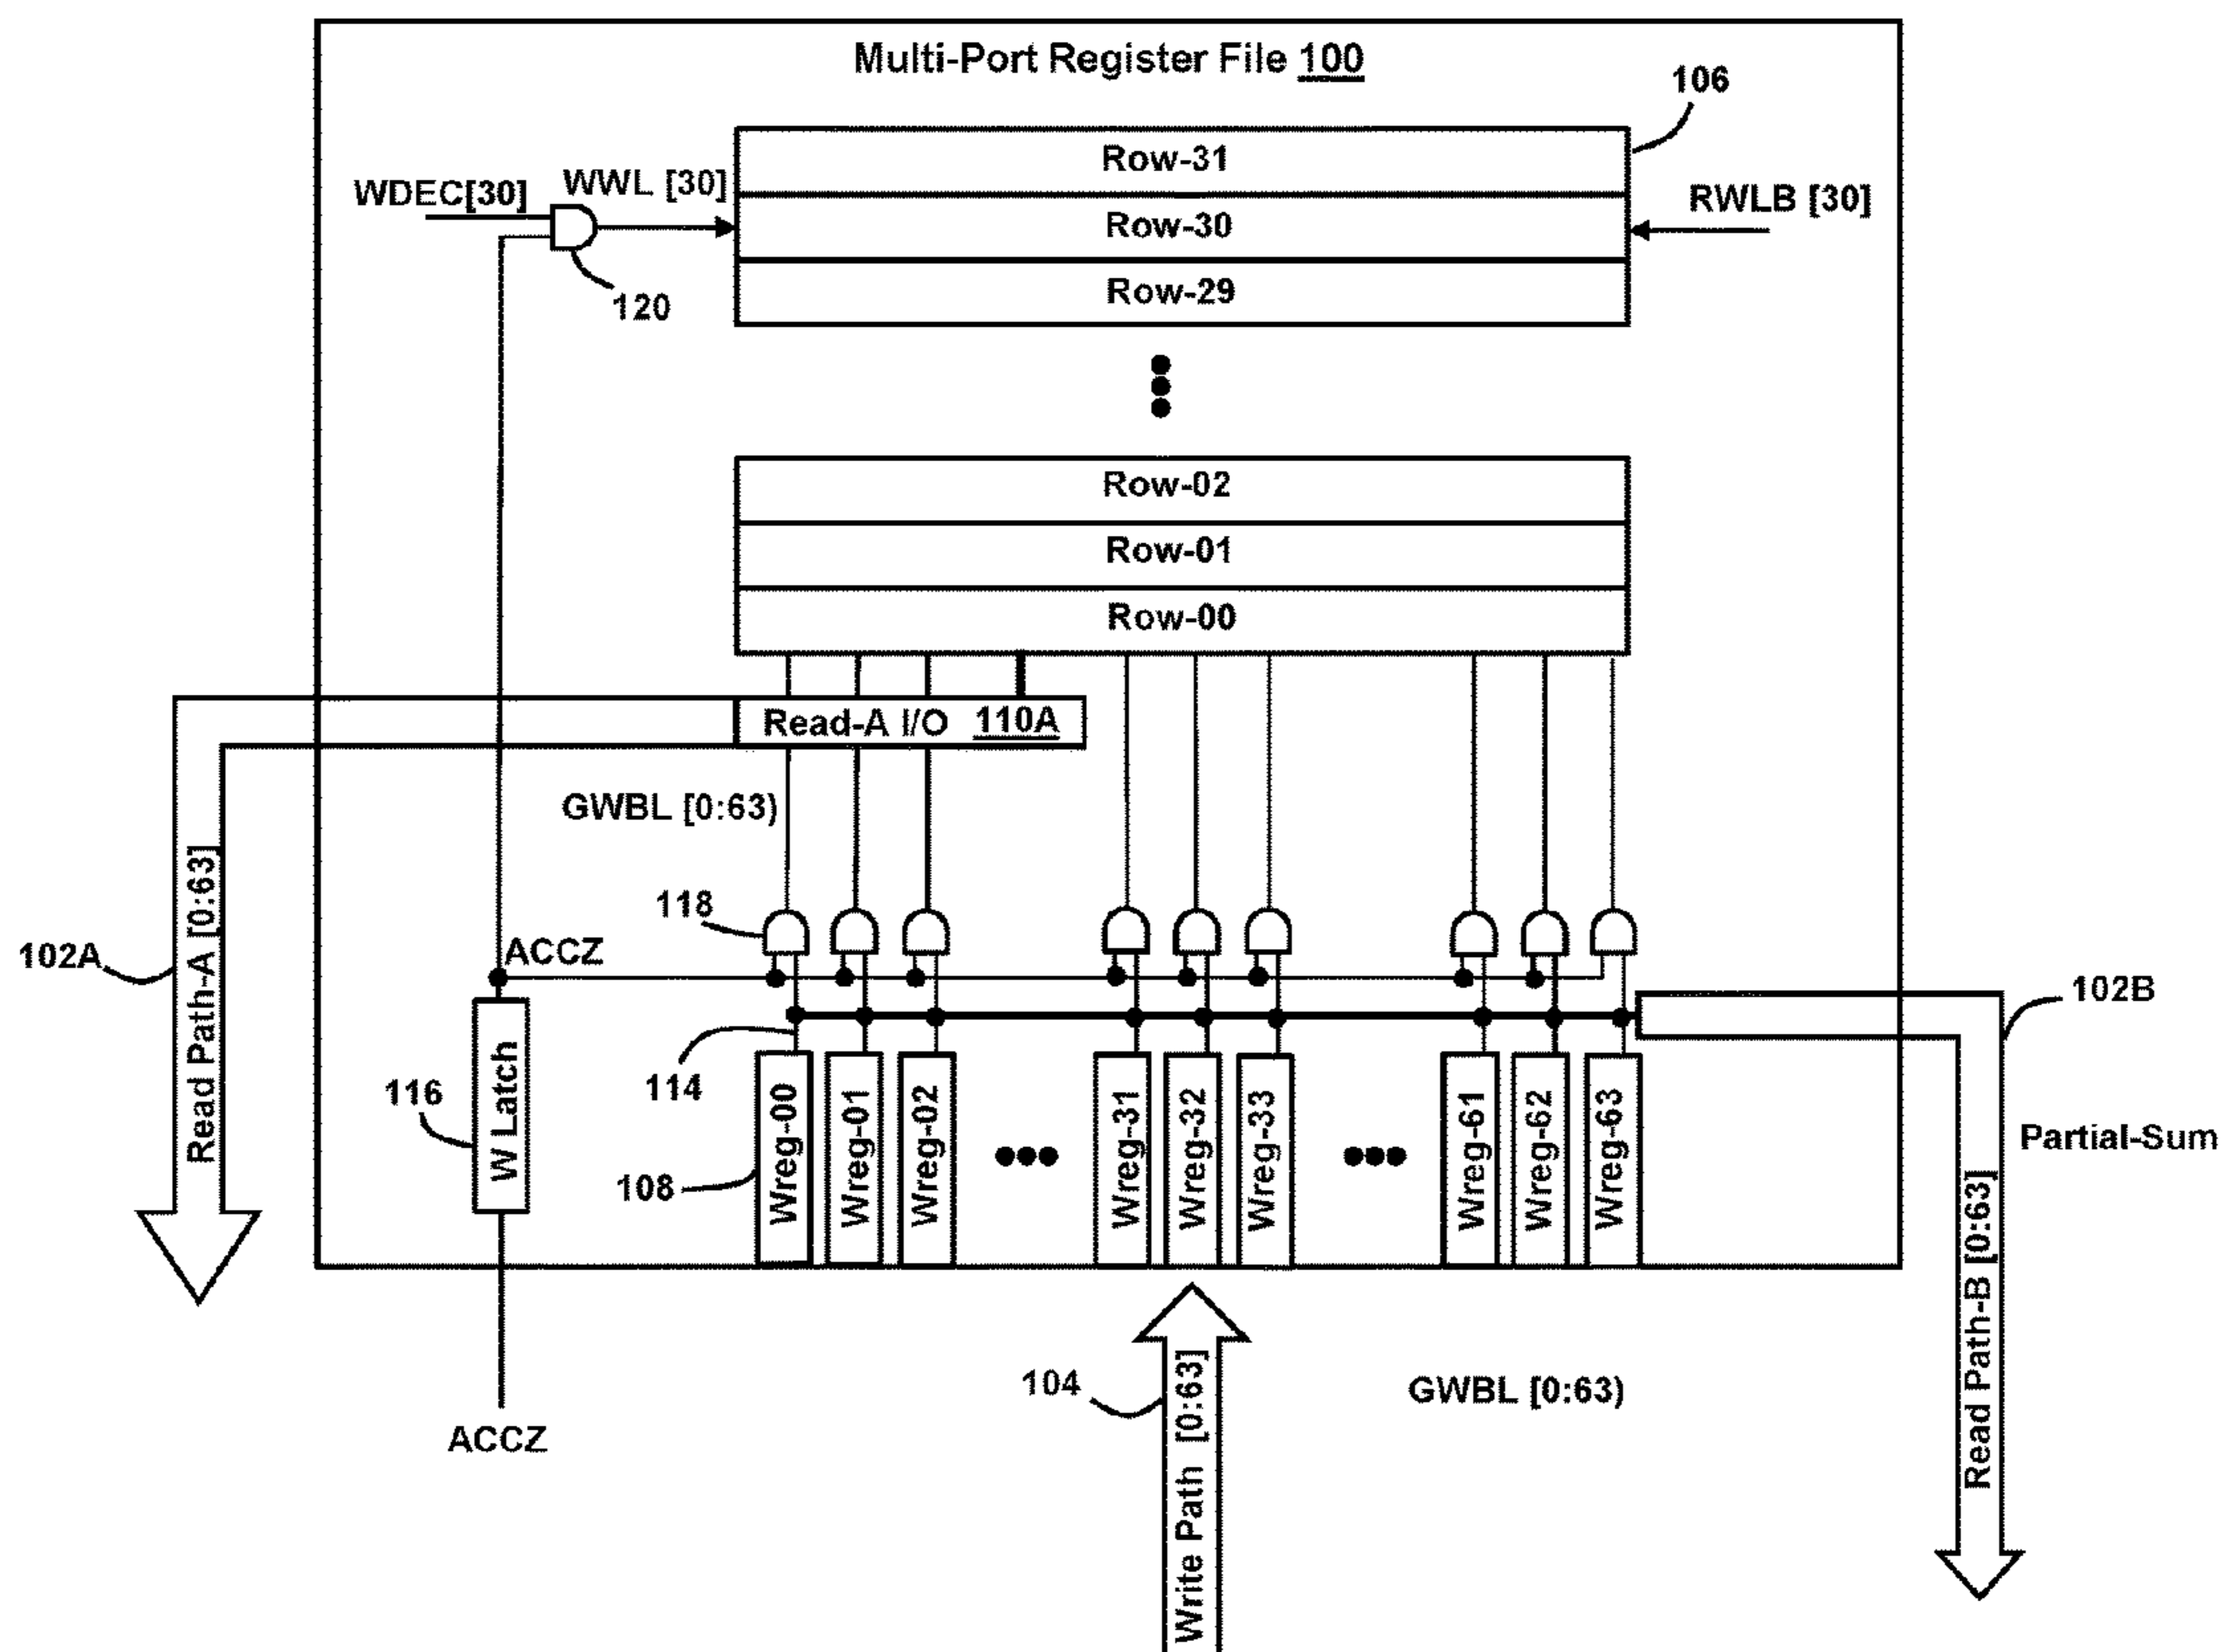 Multi-Port Register File 100
106
Row-31
WDEC[30]
WWL [30]
Row-30
RWLB [30]
120
Row-29
Row-02
Row-01
Row-00
Read-A I/O 110A
GWBL [0:63)
118
102A
Read Path-A [0:63]
ACCZ
102B
116
W Latch
114
108
Wreg-00
Wreg-01
Wreg-02
Wreg-31
Wreg-32
Wreg-33
Wreg-61
Wreg-62
Wreg-63
Partial-Sum
Read Path-B [0:63]
104
Write Path [0:63]
GWBL [0:63)
ACCZ